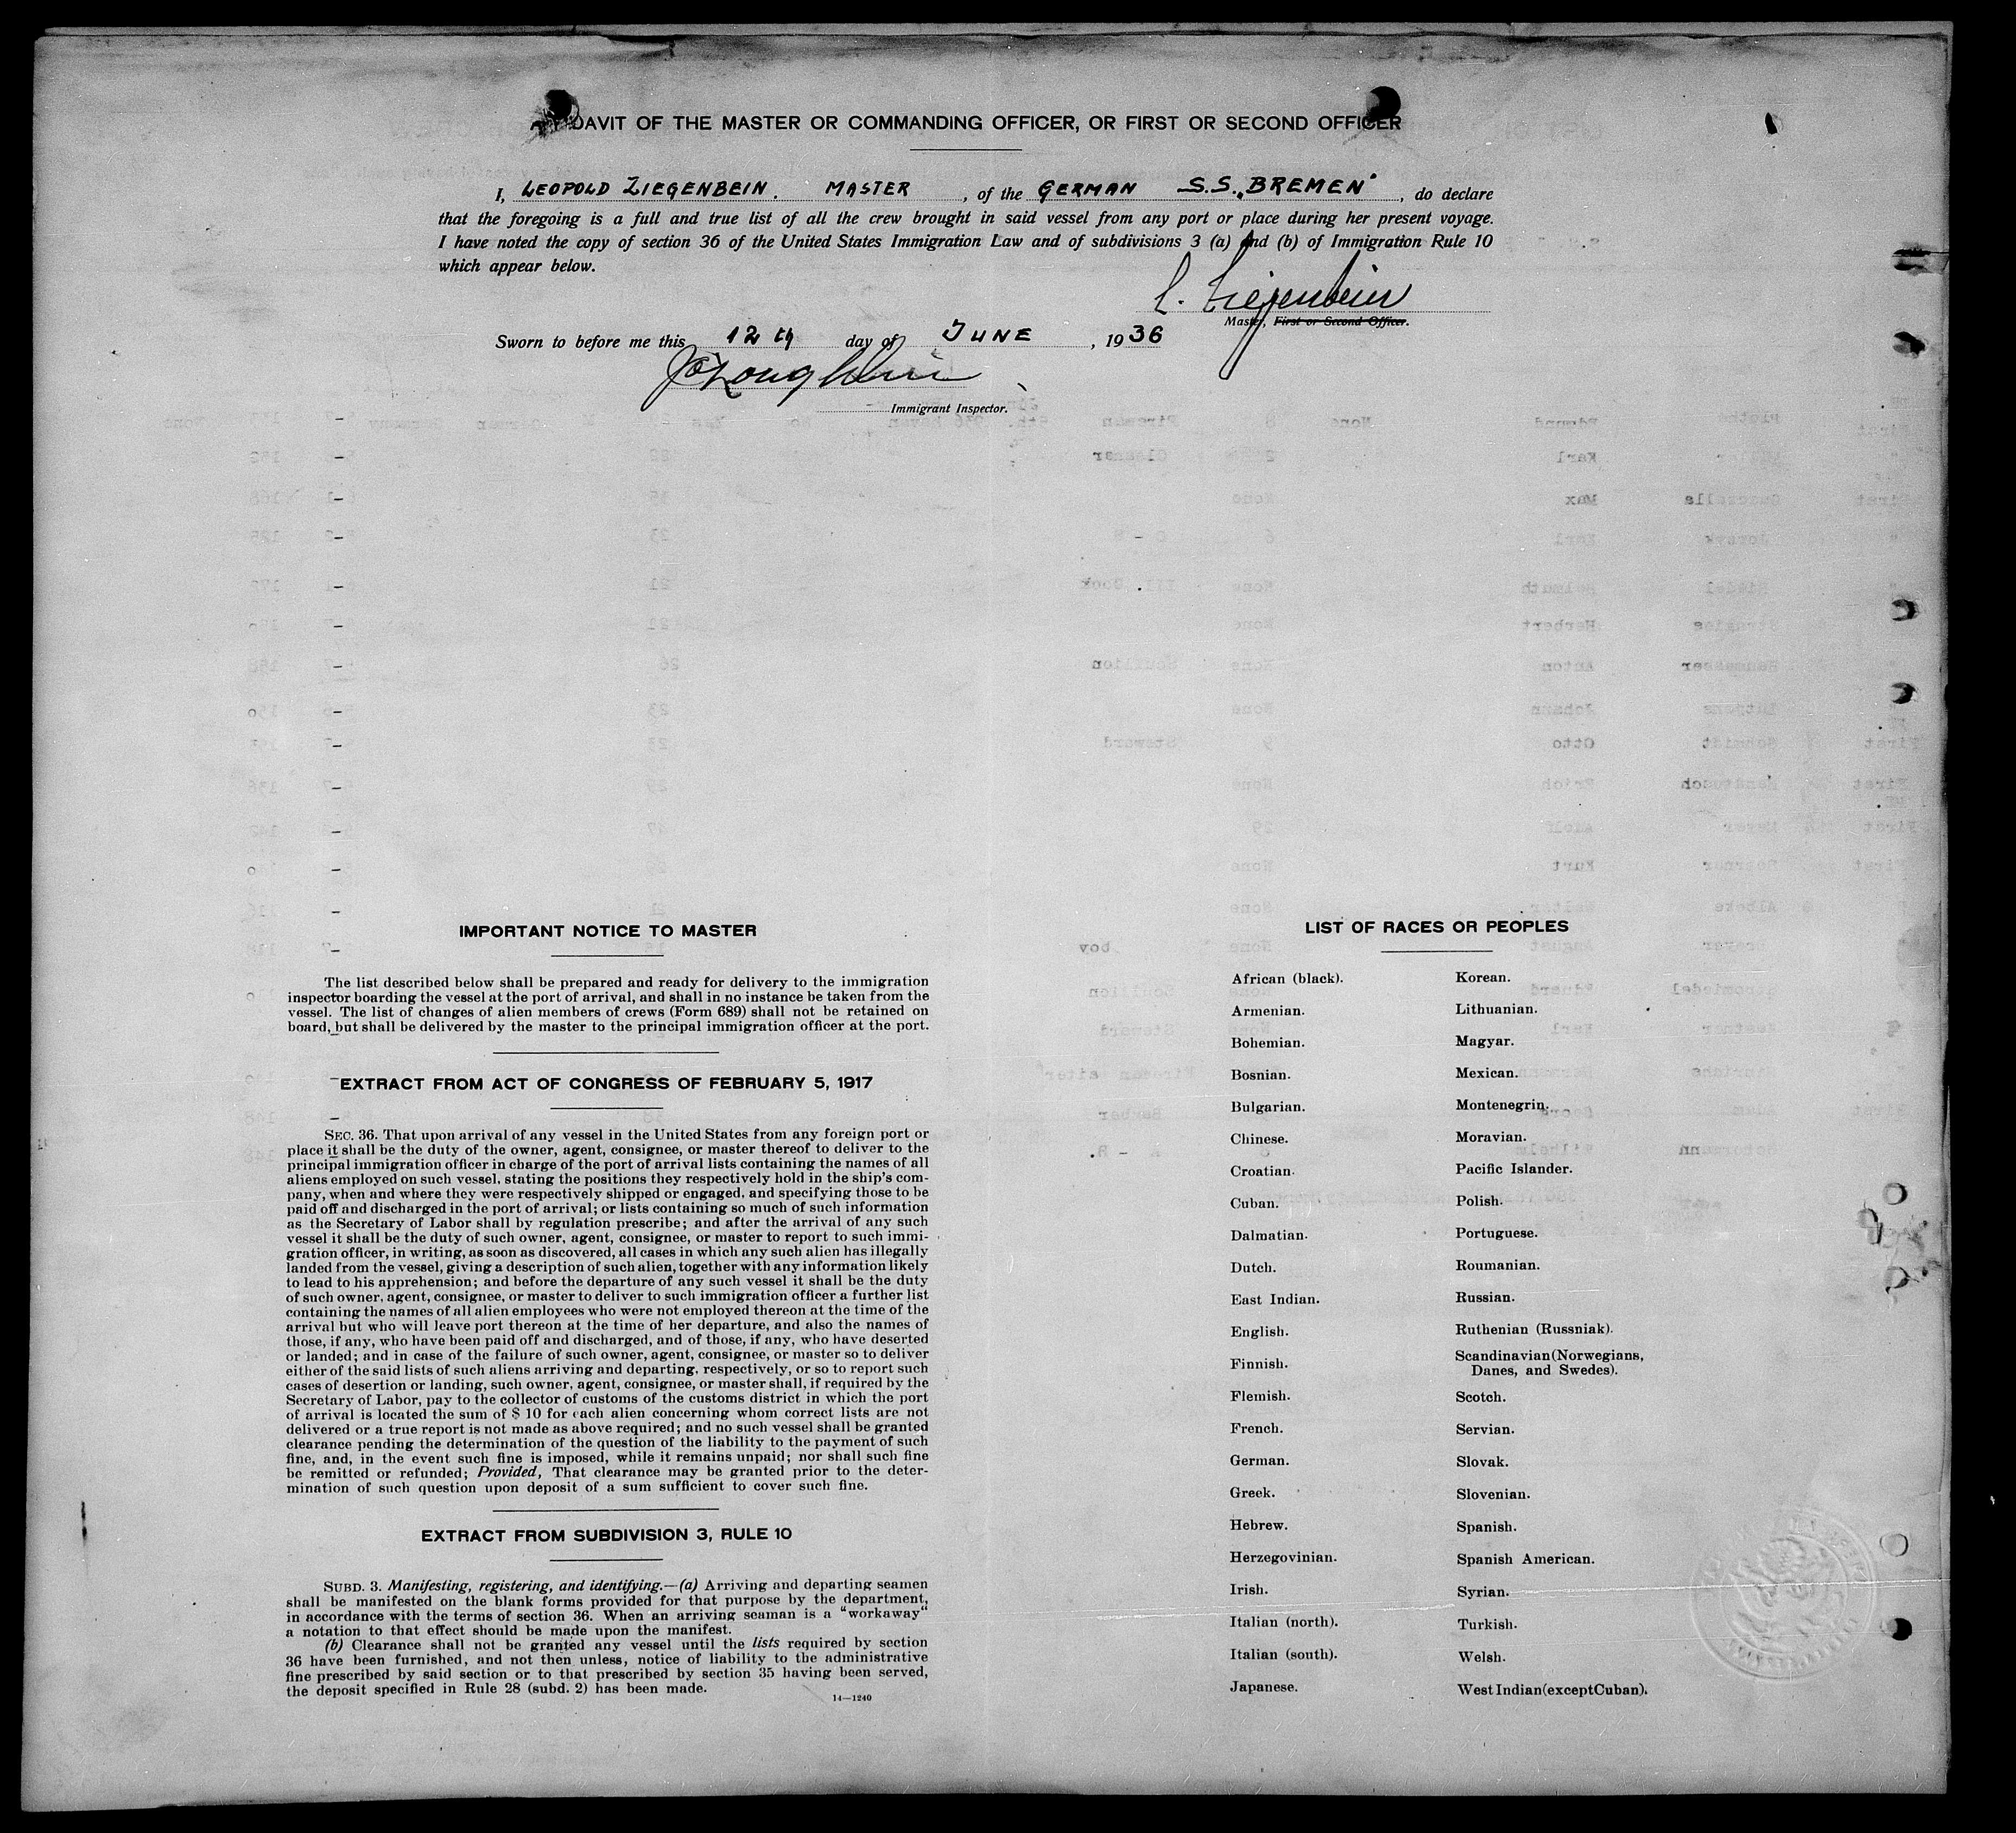 DAVIT OF THE MASTER OR COMMANDING OFFICER, OR FIRST OR SECOND OFFICER
I, LEOPOLD ZIEGENBEIN. MASTER, of the GERMAN S.S. „BREMEN", do declare
that the foregoing is a full and true list of all the crew brought in said vessel from any port or place during her present voyage.
I have noted the copy of section 36 of the United States Immigration Law and of subdivisions 3 (a) and (b) of Immigration Rule 10
which appear below.
L. Ziegenbein
Master, First or Second Officer.
Sworn to before me this 12th day of JUNE, 1936
Immigrant Inspector.
IMPORTANT NOTICE TO MASTER
The list described below shall be prepared and ready for delivery to the immigration
inspector boarding the vessel at the port of arrival, and shall in no instance be taken from the
vessel. The list of changes of alien members of crews (Form 689) shall not be retained on
board, but shall be delivered by the master to the principal immigration officer at the port.
EXTRACT FROM ACT OF CONGRESS OF FEBRUARY 5, 1917
SEC. 36. That upon arrival of any vessel in the United States from any foreign port or
place it shall be the duty of the owner, agent, consignee, or master thereof to deliver to the
principal immigration officer in charge of the port of arrival lists containing the names of all
aliens employed on such vessel, stating the positions they respectively hold in the ship's com-
pany, when and where they were respectively shipped or engaged, and specifying those to be
paid off and discharged in the port of arrival; or lists containing so much of such information
as the Secretary of Labor shall by regulation prescribe; and after the arrival of any such
vessel it shall be the duty of such owner, agent, consignee, or master to report to such immi-
gration officer, in writing, as soon as discovered, all cases in which any such alien has illegally
landed from the vessel, giving a description of such alien, together with any information likely
to lead to his apprehension; and before the departure of any such vessel it shall be the duty
of such owner, agent, consignee, or master to deliver to such immigration officer a further list
containing the names of all alien employees who were not employed thereon at the time of the
arrival but who will leave port thereon at the time of her departure, and also the names of
those, if any, who have been paid off and discharged, and of those, if any, who have deserted
or landed; and in case of the failure of such owner, agent, consignee, or master so to deliver
either of the said lists of such aliens arriving and departing, respectively, or so to report such
cases of desertion or landing, such owner, agent, consignee, or master shall, if required by the
Secretary of Labor, pay to the collector of customs of the customs district in which the port
of arrival is located the sum of $ 10 for each alien concerning whom correct lists are not
delivered or a true report is not made as above required; and no such vessel shall be granted
clearance pending the determination of the question of the liability to the payment of such
fine, and, in the event such fine is imposed, while it remains unpaid; nor shall such fine
be remitted or refunded; Provided, That clearance may be granted prior to the deter-
mination of such question upon deposit of a sum sufficient to cover such fine.
EXTRACT FROM SUBDIVISION 3, RULE 10
SUBD. 3. Manifesting, registering, and identifying.—(a) Arriving and departing seamen
shall be manifested on the blank forms provided for that purpose by the department,
in accordance with the terms of section 36. When an arriving seaman is a "workaway"
a notation to that effect should be made upon the manifest.
(b) Clearance shall not be granted any vessel until the lists required by section
36 have been furnished, and not then unless, notice of liability to the administrative
fine prescribed by said section or to that prescribed by section 35 having been served,
the deposit specified in Rule 28 (subd. 2) has been made.
14—1240
LIST OF RACES OR PEOPLES
African (black).
Armenian.
Bohemian.
Bosnian.
Bulgarian.
Chinese.
Croatian.
Cuban.
Dalmatian.
Dutch.
East Indian.
English.
Finnish.
Flemish.
French.
German.
Greek.
Hebrew.
Herzegovinian.
Irish.
Italian (north).
Italian (south).
Japanese.
Korean.
Lithuanian.
Magyar.
Mexican.
Montenegrin.
Moravian.
Pacific Islander.
Polish.
Portuguese.
Roumanian.
Russian.
Ruthenian (Russniak).
Scandinavian (Norwegians,
Danes, and Swedes).
Scotch.
Servian.
Slovak.
Slovenian.
Spanish.
Spanish American.
Syrian.
Turkish.
Welsh.
West Indian (except Cuban).